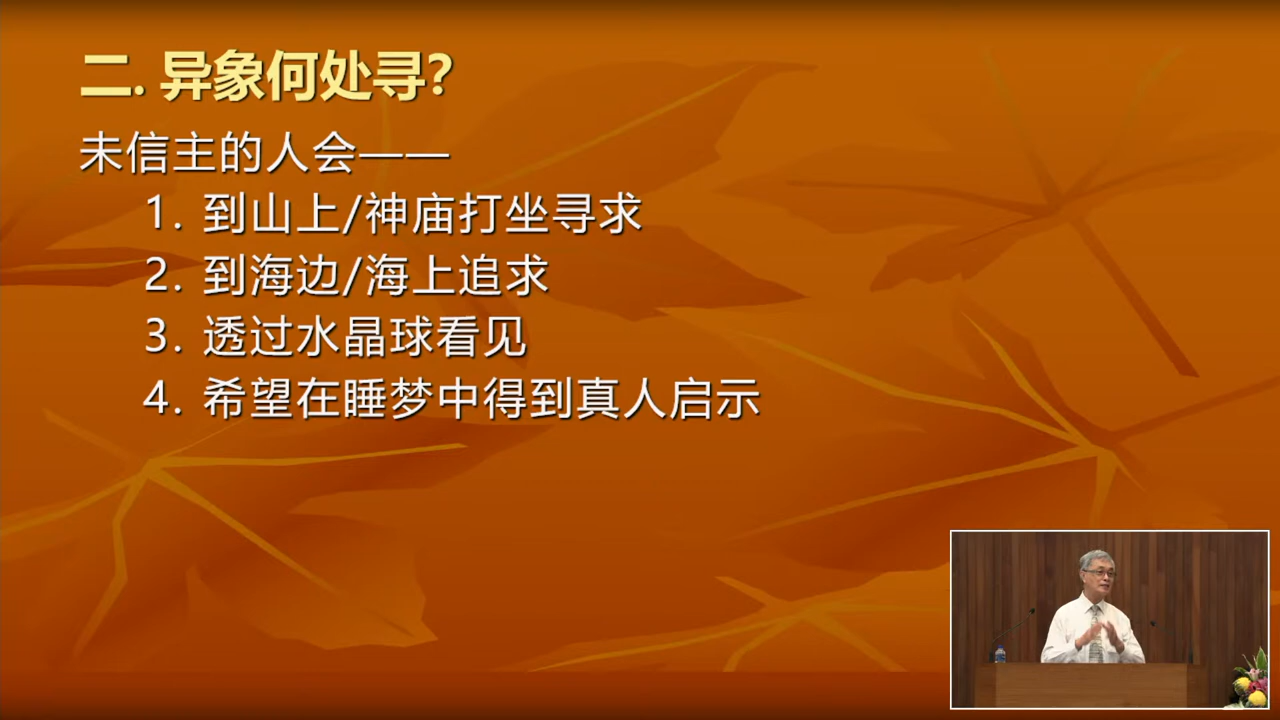 二. 异象何处寻?
未信主的人会——
1. 到山上/神庙打坐寻求
2. 到海边/海上追求
3. 透过水晶球看见
4. 希望在睡梦中得到真人启示